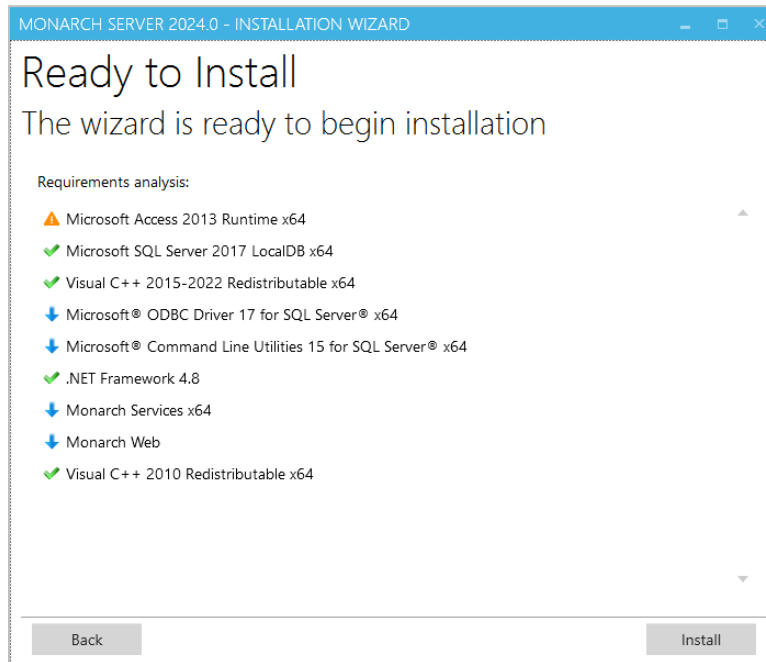 MONARCH SERVER 2024.0 - INSTALLATION WIZARD
Ready to Install
The wizard is ready to begin installation
Requirements analysis:
Microsoft Access 2013 Runtime x64
Microsoft SQL Server 2017 LocalDB x64
Visual C++ 2015-2022 Redistributable x64
Microsoft® ODBC Driver 17 for SQL Server® x64
Microsoft® Command Line Utilities 15 for SQL Server® x64
.NET Framework 4.8
Monarch Services x64
Monarch Web
Visual C++ 2010 Redistributable x64
Back
Install